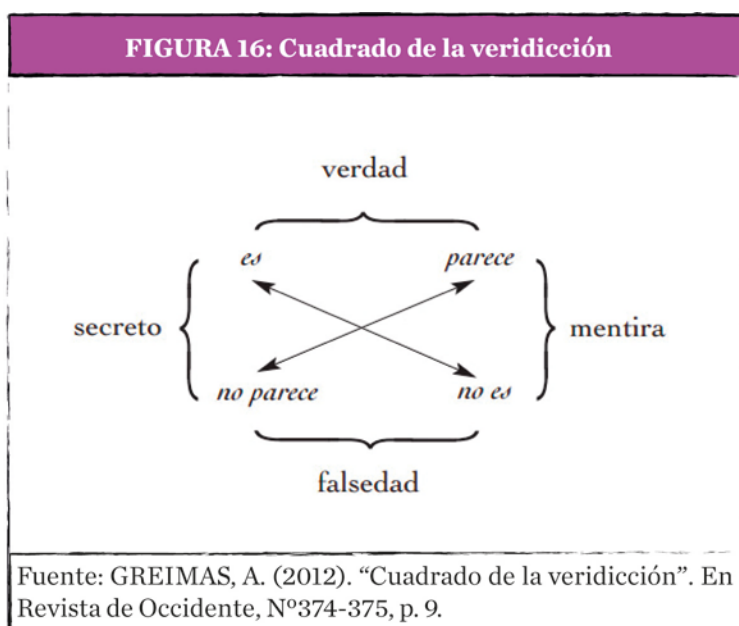 FIGURA 16: Cuadrado de la veridicción
verdad
es parece
secreto mentira
no parece no es
falsedad
Fuente: GREIMAS, A. (2012). “Cuadrado de la veridicción”. En
Revista de Occidente, Nº374-375, p. 9.